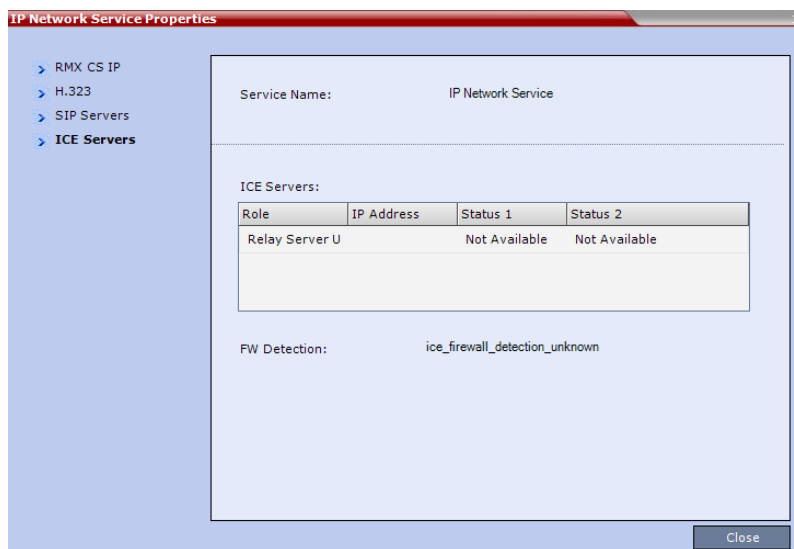 IP Network Service Properties
RMX CS IP
H.323
SIP Servers
ICE Servers
Service Name: IP Network Service
ICE Servers:
Role IP Address Status 1 Status 2
Relay Server U Not Available Not Available
FW Detection: ice_firewall_detection_unknown
Close